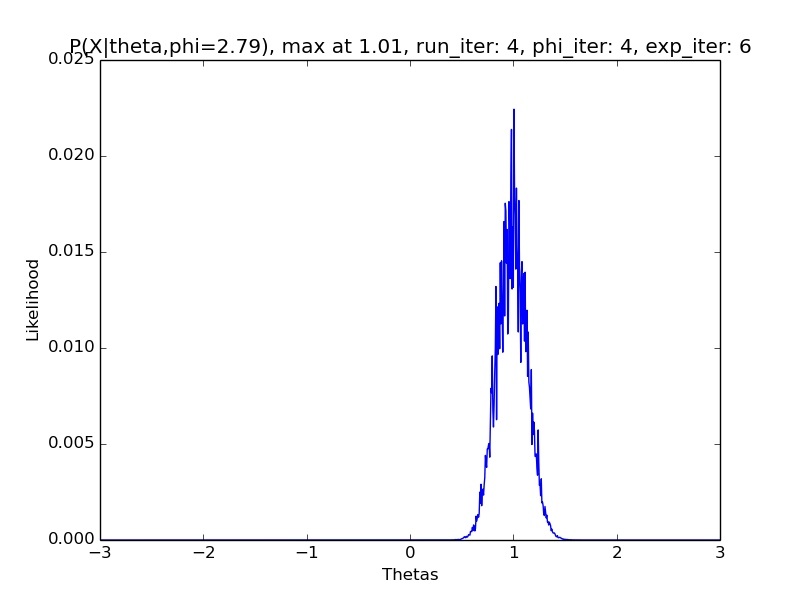 P(X|theta,phi=2.79), max at 1.01, run_iter: 4, phi_iter: 4, exp_iter: 6
0.025
0.020
0.015
0.010
0.005
0.000
Likelihood
−3 −2 −1 0 1 2 3
Thetas